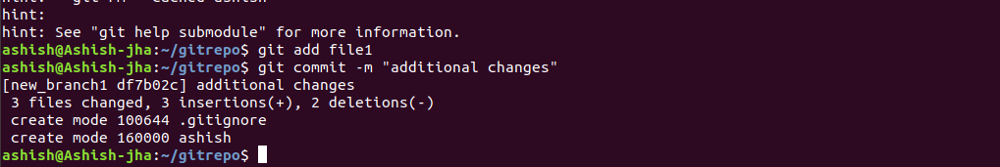 hint:
hint: See "git help submodule" for more information.
ashish@Ashish-jha:~/gitrepo$ git add file1
ashish@Ashish-jha:~/gitrepo$ git commit -m "additional changes"
[new_branch1 df7b02c] additional changes
 3 files changed, 3 insertions(+), 2 deletions(-)
 create mode 100644 .gitignore
 create mode 160000 ashish
ashish@Ashish-jha:~/gitrepo$